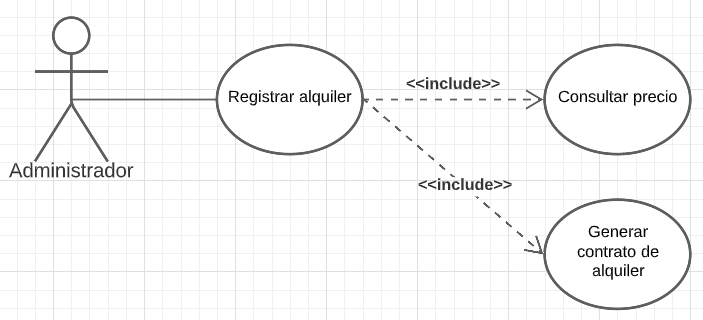 Administrador
Registrar alquiler
<<include>>
Consultar precio
<<include>>
Generar
contrato de
alquiler